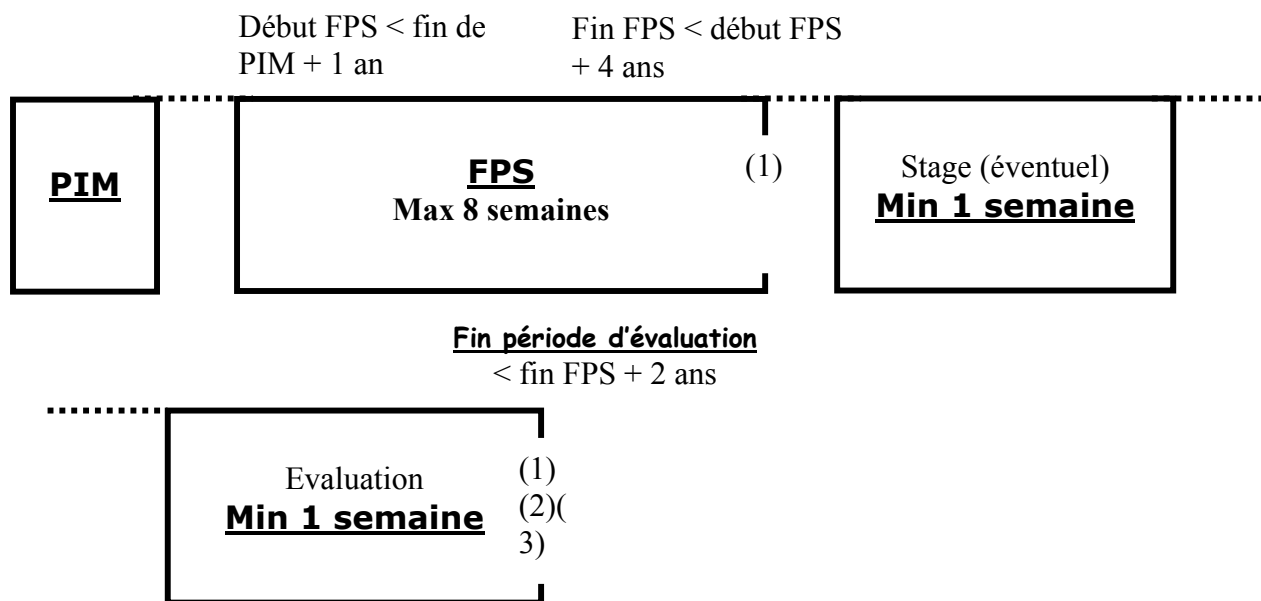 Début FPS < fin de
PIM + 1 an
Fin FPS < début FPS
+ 4 ans
PIM
FPS
Max 8 semaines
(1)
Stage (éventuel)
Min 1 semaine
Fin période d’évaluation
< fin FPS + 2 ans
Evaluation
Min 1 semaine
(1)
(2)(
3)